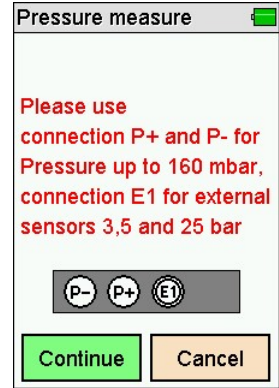 Pressure measure
Please use
connection P+ and P- for
Pressure up to 160 mbar,
connection E1 for external
sensors 3,5 and 25 bar
P- P+ E1
Continue Cancel